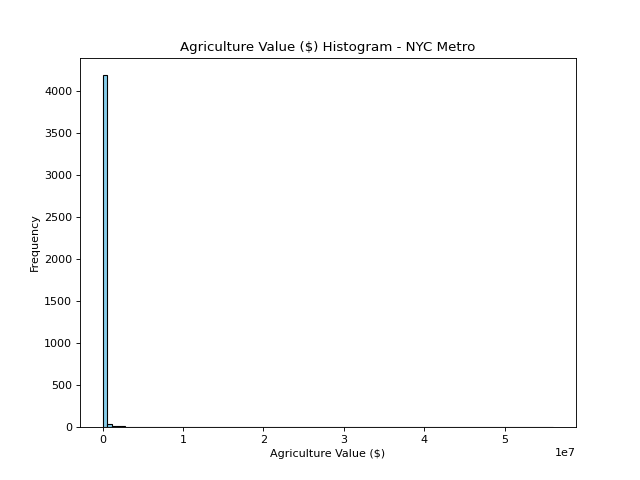 Agriculture Value ($) Histogram - NYC Metro
Frequency
4000
3500
3000
2500
2000
1500
1000
500
0
0 1 2 3 4 5
1e7
Agriculture Value ($)